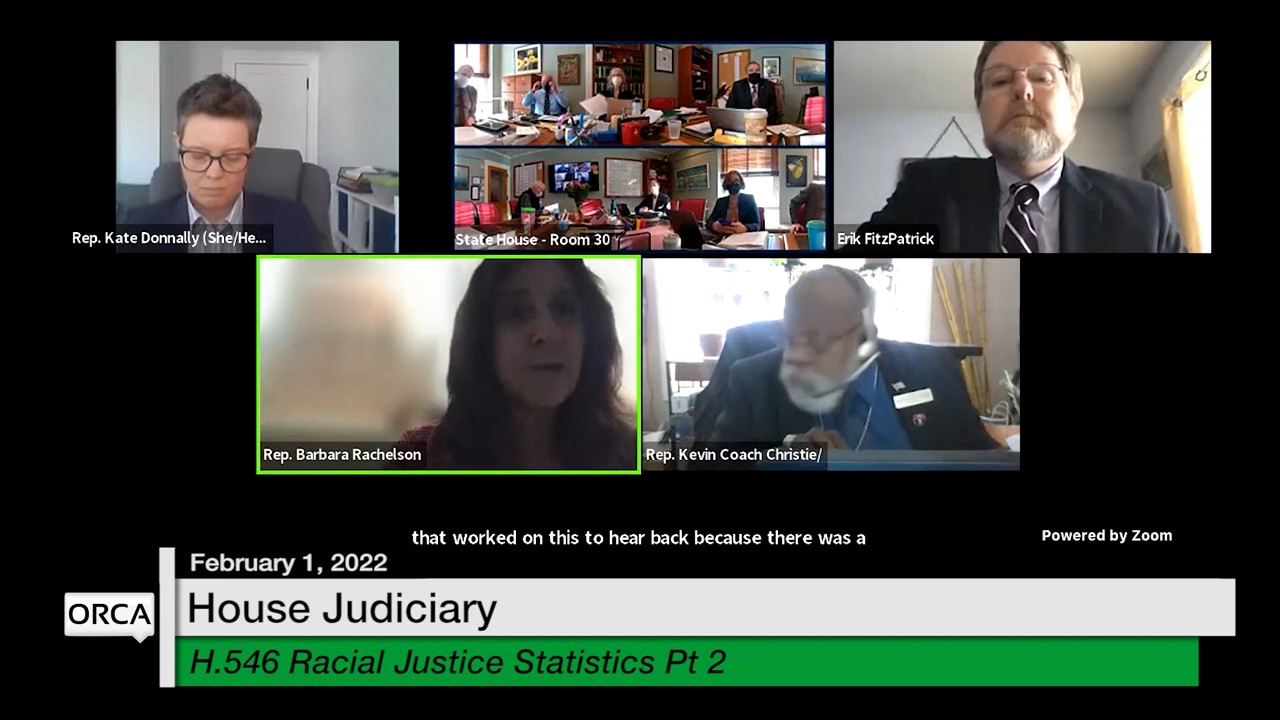 Rep. Kate Donnally (She/He...
State House - Room 30
Erik FitzPatrick
Rep. Barbara Rachelson
Rep. Kevin Coach Christie/
that worked on this to hear back because there was a
Powered by Zoom
February 1, 2022
ORCA
House Judiciary
H.546 Racial Justice Statistics Pt 2